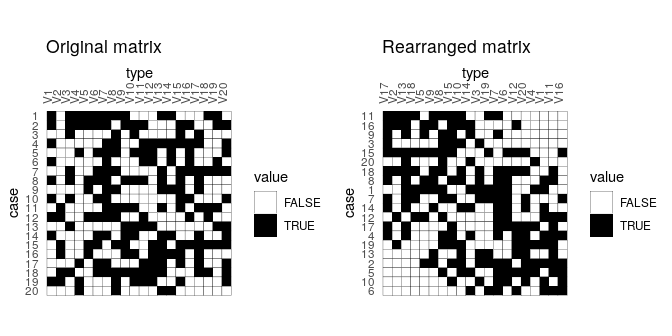 Original matrix
type
V1 V2 V3 V4 V5 V6 V7 V8 V9 V10 V11 V12 V13 V14 V15 V16 V17 V18 V19 V20
case
1
2
3
4
5
6
7
8
9
10
11
12
13
14
15
16
17
18
19
20
value
FALSE
TRUE
Rearranged matrix
type
V17 V2 V13 V18 V5 V9 V8 V15 V10 V14 V3 V19 V7 V6 V12 V20 V4 V1 V11 V16
case
11
16
9
3
15
20
18
8
1
7
14
12
17
4
19
13
2
5
10
6
value
FALSE
TRUE